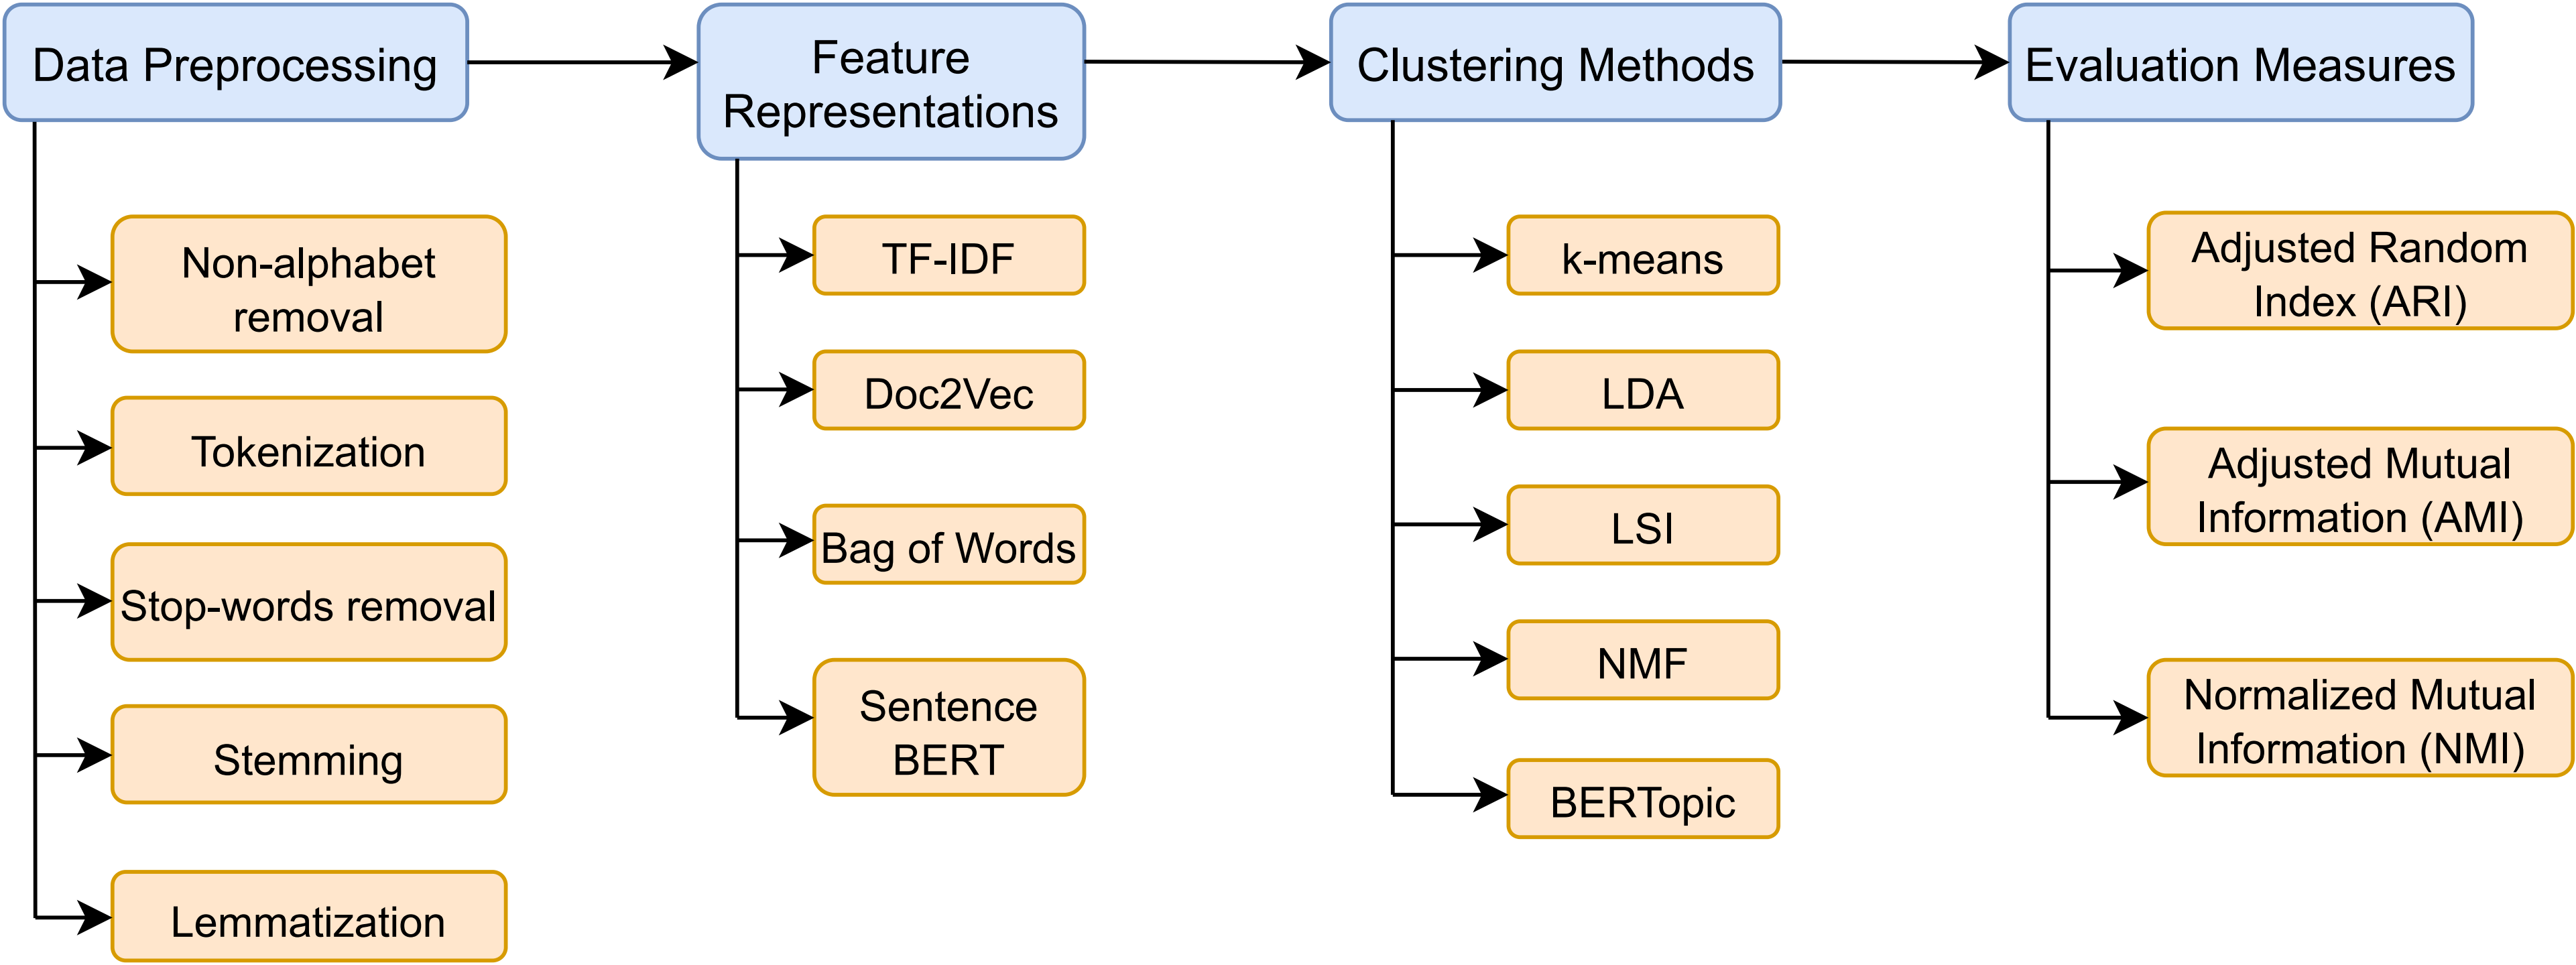 Data Preprocessing
Non-alphabet
removal
Tokenization
Stop-words removal
Stemming
Lemmatization
Feature
Representations
TF-IDF
Doc2Vec
Bag of Words
Sentence
BERT
Clustering Methods
k-means
LDA
LSI
NMF
BERTopic
Evaluation Measures
Adjusted Random
Index (ARI)
Adjusted Mutual
Information (AMI)
Normalized Mutual
Information (NMI)